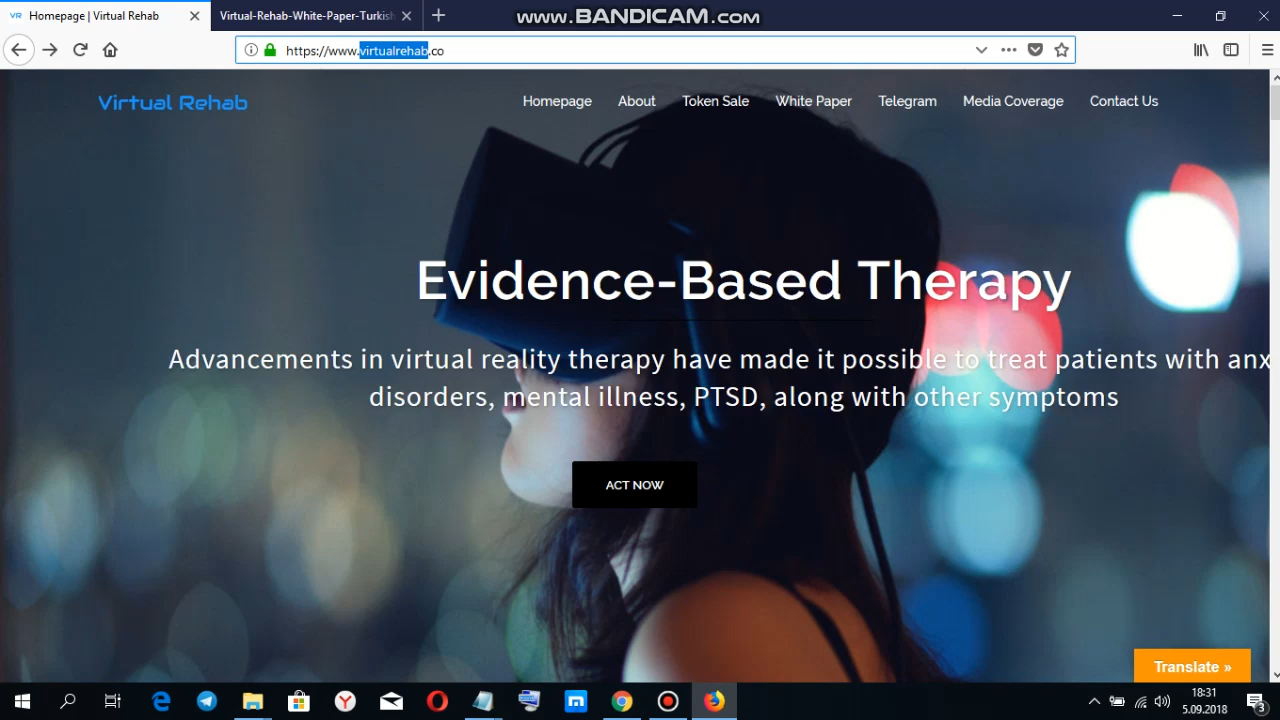 Homepage | Virtual Rehab
Virtual-Rehab-White-Paper-Turkish
www.BANDICAM.com
https://www.virtualrehab.co
Virtual Rehab
Homepage
About
Token Sale
White Paper
Telegram
Media Coverage
Contact Us
Evidence-Based Therapy
Advancements in virtual reality therapy have made it possible to treat patients with anx
disorders, mental illness, PTSD, along with other symptoms
ACT NOW
Translate »
18:31
5.09.2018
3